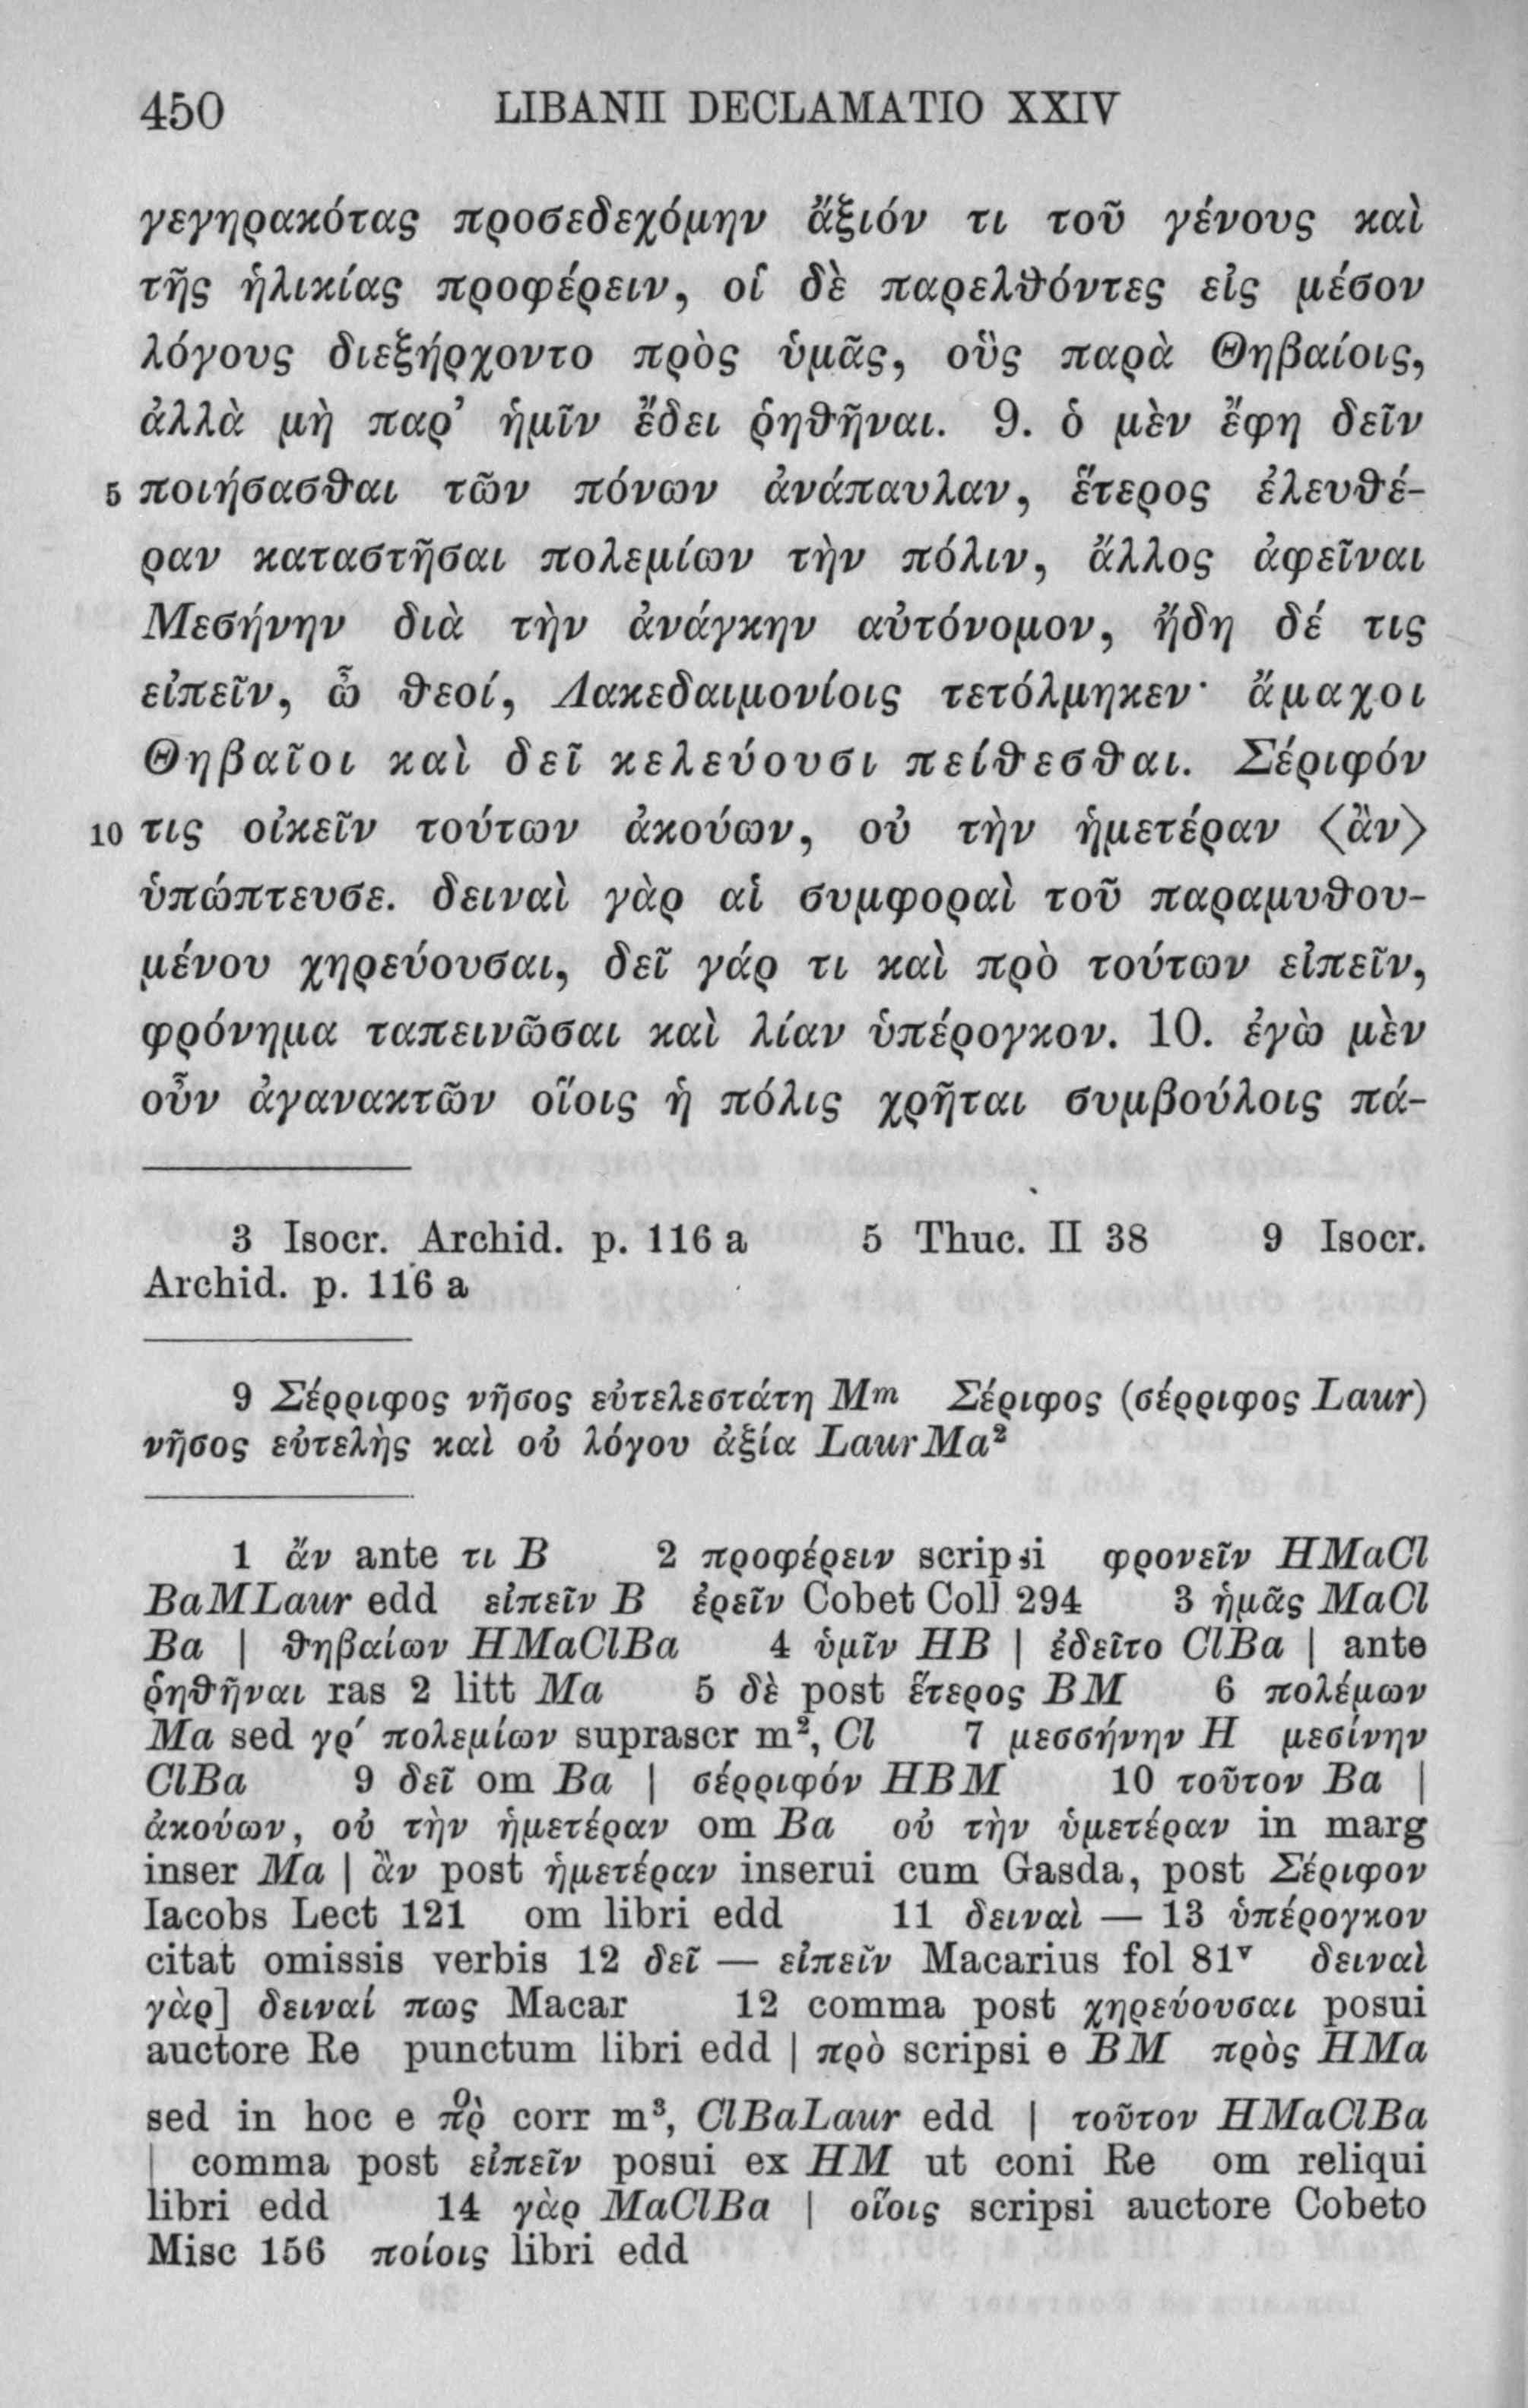 450 LIBANII DECLAMATIO XXIV
γεγηρακότας προσεδεχόμην ἄξιόν τι τοῦ γένους καὶ
τῆς ἡλικίας προφέρειν, οἱ δὲ παρελθόντες εἰς μέσον
λόγους διεξήρχοντο πρὸς ὑμᾶς, οὓς παρὰ Θηβαίοις,
ἀλλὰ μὴ παρ’ ἡμῖν ἔδει ῥηθῆναι. 9. ὁ μὲν ἔφη δεῖν
5 ποιήσασθαι τῶν πόνων ἀνάπαυλαν, ἕτερος ἐλευθέ-
ραν καταστῆσαι πολεμίων τὴν πόλιν, ἄλλος ἀφεῖναι
Μεσήνην διὰ τὴν ἀνάγκην αὐτόνομον, ἤδη δέ τις
εἰπεῖν, ὦ θεοί, Λακεδαιμονίοις τετόλμηκεν· ἄμαχοι
Θηβαῖοι καὶ δεῖ κελεύουσι πείθεσθαι. Σέριφόν
10 τις οἰκεῖν τούτων ἀκούων, οὐ τὴν ἡμετέραν ⟨ἂν⟩
ὑπώπτευσε. δειναὶ γὰρ αἱ συμφοραὶ τοῦ παραμυθου-
μένου χηρεύουσαι, δεῖ γάρ τι καὶ πρὸ τούτων εἰπεῖν,
φρόνημα ταπεινῶσαι καὶ λίαν ὑπέρογκον. 10. ἐγὼ μὲν
οὖν ἀγανακτῶν οἵοις ἡ πόλις χρῆται συμβούλοις πά-
3 Isocr. Archid. p. 116 a 5 Thuc. II 38 9 Isocr.
Archid. p. 116 a
9 Σέρριφος νῆσος εὐτελεστάτη Mm Σέριφος (σέρριφος Laur)
νῆσος εὐτελὴς καὶ οὐ λόγου ἀξία Laur Ma²
1 ἄν ante τι B 2 προφέρειν scripsi φρονεῖν HMaCl
BaMLaur edd εἰπεῖν B ἐρεῖν Cobet Coll 294 3 ἡμᾶς MaCl
Ba | θηβαίων HMaClBa 4 ὑμῖν HB | ἐδεῖτο ClBa | ante
ῥηθῆναι ras 2 litt Ma 5 δὲ post ἕτερος BM 6 πολέμων
Ma sed γρ´ πολεμίων suprascr m², Cl 7 μεσσήνην H μεσίνην
ClBa 9 δεῖ om Ba | σέρριφόν HBM 10 τοῦτον Ba |
ἀκούων, οὐ τὴν ἡμετέραν om Ba οὐ τὴν ὑμετέραν in marg
inser Ma | ἂν post ἡμετέραν inserui cum Gasda, post Σέριφον
Iacobs Lect 121 om libri edd 11 δειναὶ — 13 ὑπέρογκον
citat omissis verbis 12 δεῖ — εἰπεῖν Macarius fol 81ᵛ δειναὶ
γὰρ] δειναί πως Macar 12 comma post χηρεύουσαι posui
auctore Re punctum libri edd | πρὸ scripsi e BM πρὸς HMa
sed in hoc e πρὸ corr m³, ClBaLaur edd | τοῦτον HMaClBa
| comma post εἰπεῖν posui ex HM ut coni Re om reliqui
libri edd 14 γὰρ MaClBa | οἵοις scripsi auctore Cobeto
Misc 156 ποίοις libri edd